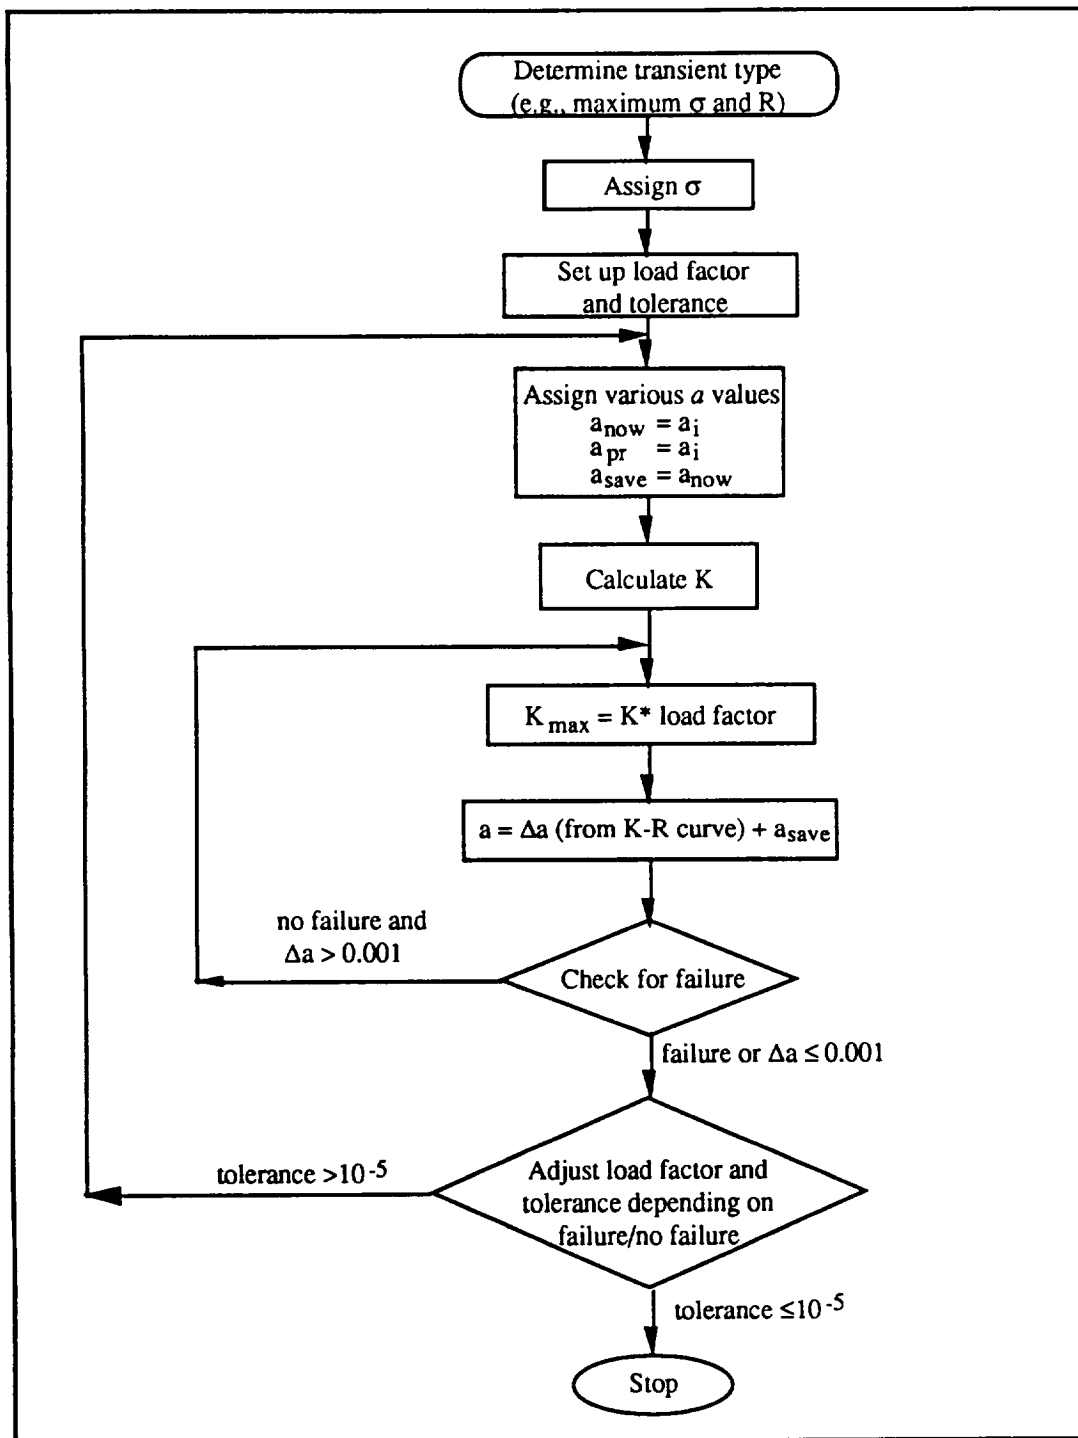 Determine transient type
(e.g., maximum σ and R)
Assign σ
Set up load factor
and tolerance
Assign various a values
a_now = a_i
a_pr = a_i
a_save = a_now
Calculate K
K_max = K* load factor
a = Δa (from K-R curve) + a_save
no failure and
Δa > 0.001
Check for failure
failure or Δa ≤ 0.001
tolerance >10^-5
Adjust load factor and
tolerance depending on
failure/no failure
tolerance ≤10^-5
Stop